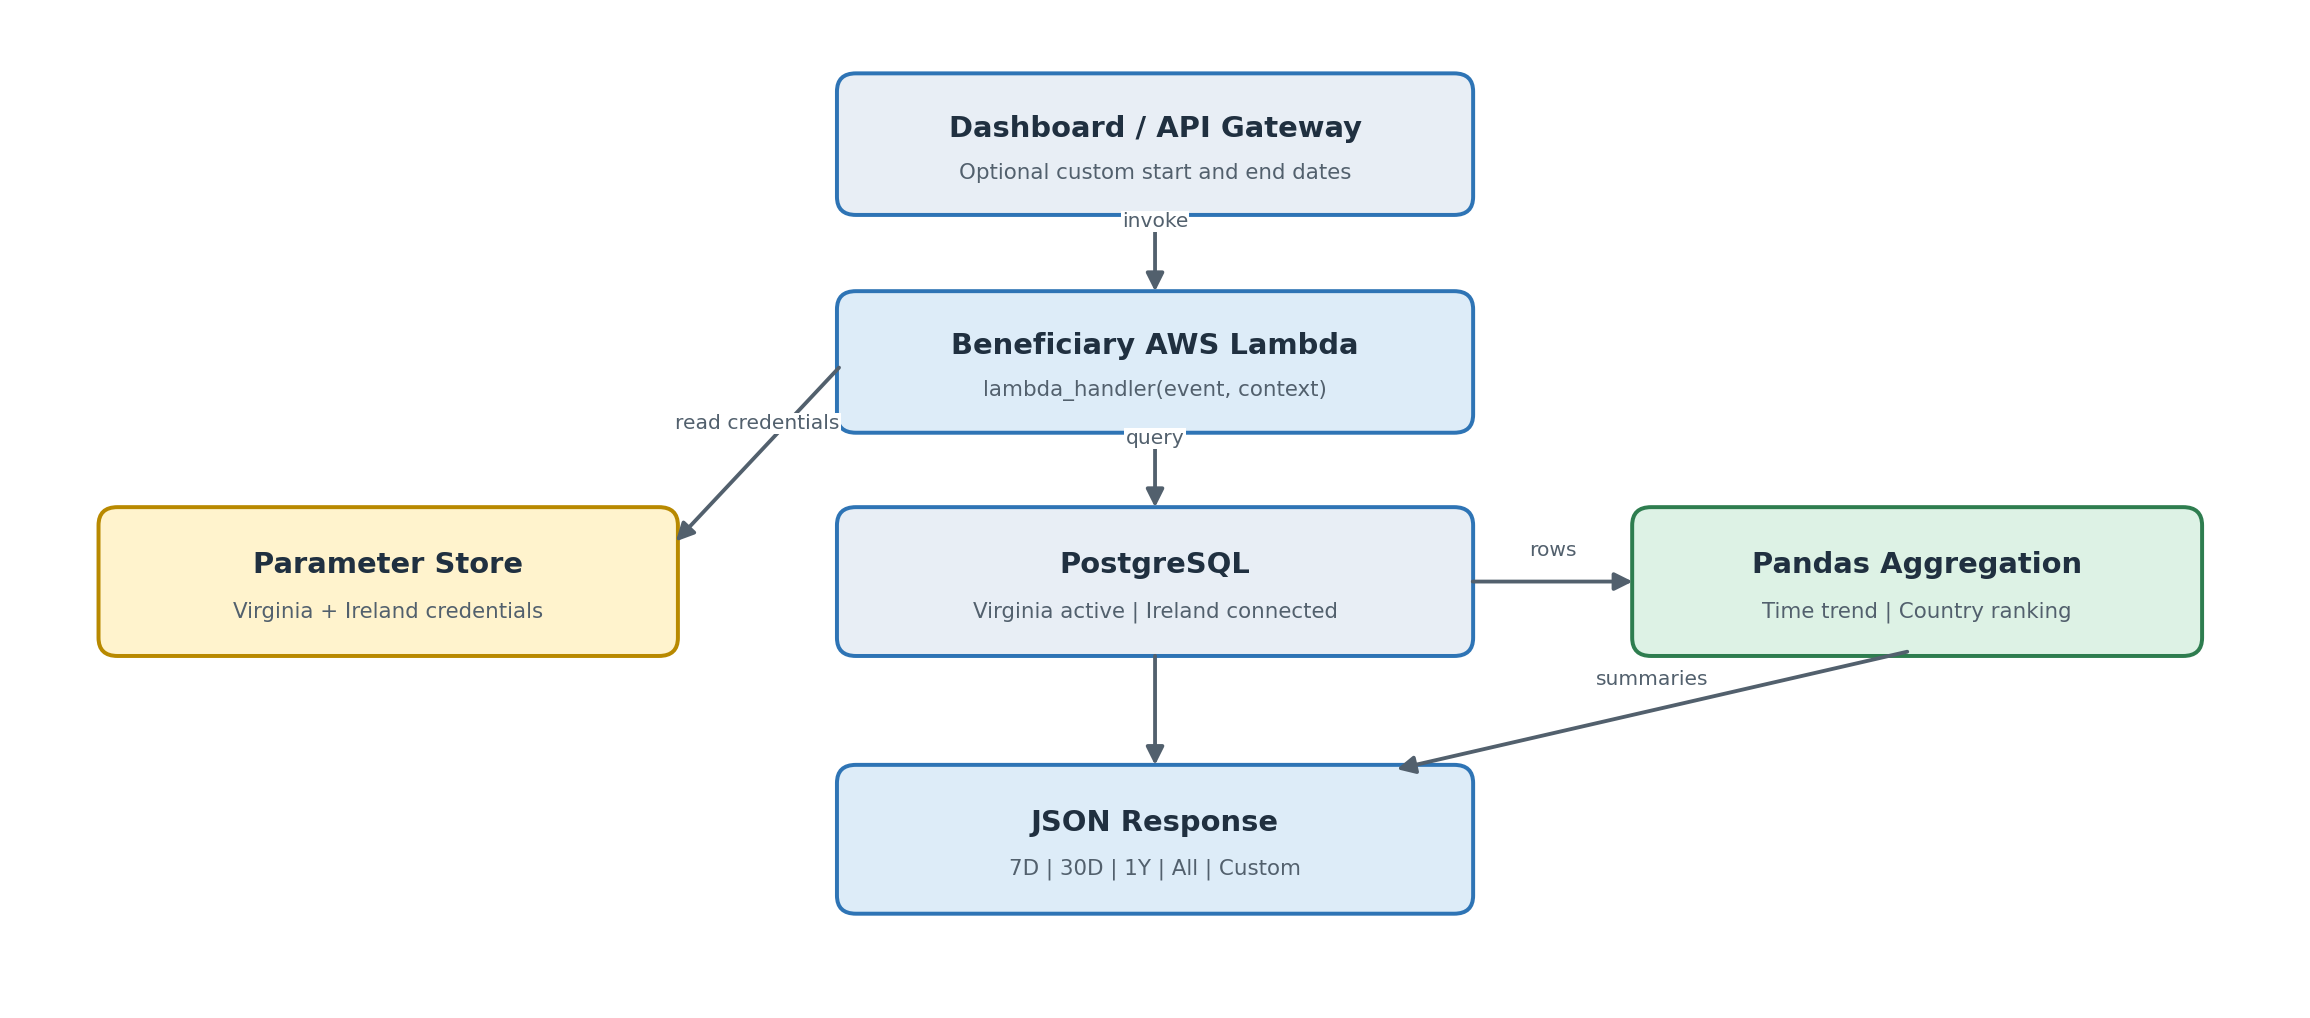 Dashboard / API Gateway
Optional custom start and end dates
invoke
Beneficiary AWS Lambda
lambda_handler(event, context)
read credentials
query
Parameter Store
Virginia + Ireland credentials
PostgreSQL
Virginia active | Ireland connected
rows
Pandas Aggregation
Time trend | Country ranking
summaries
JSON Response
7D | 30D | 1Y | All | Custom